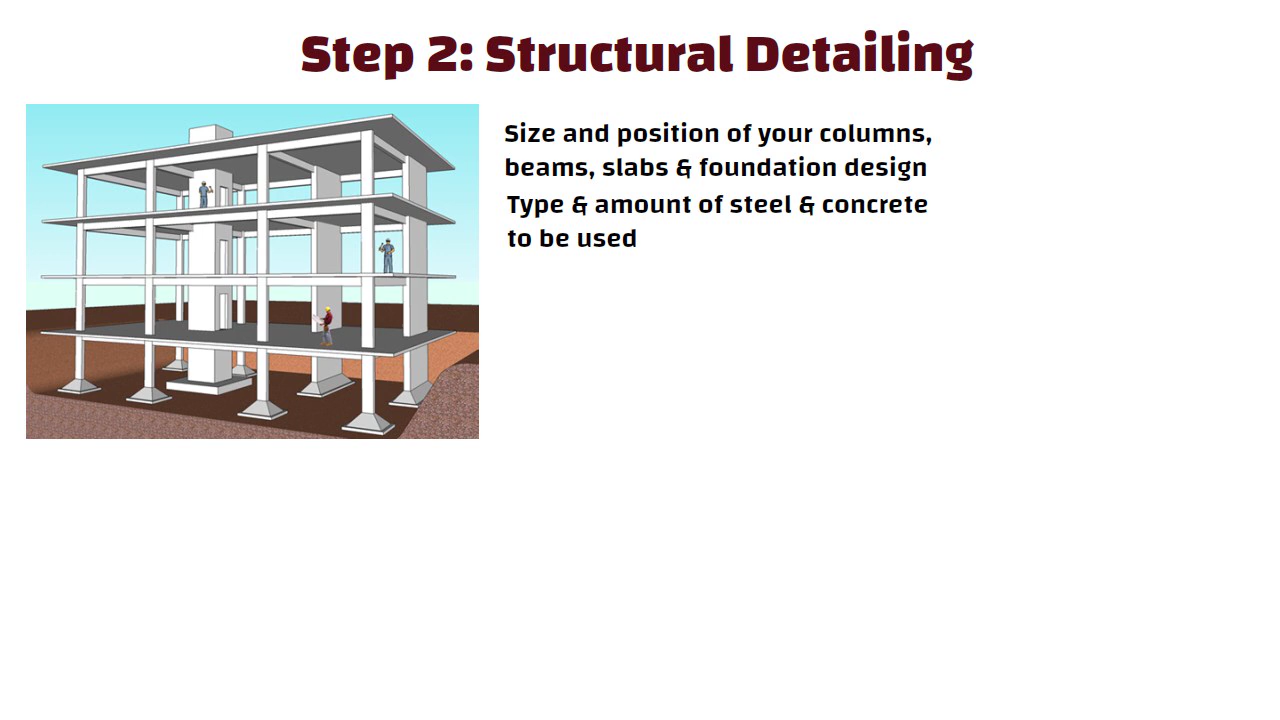 Step 2: Structural Detailing
Size and position of your columns,
beams, slabs & foundation design
Type & amount of steel & concrete
to be used